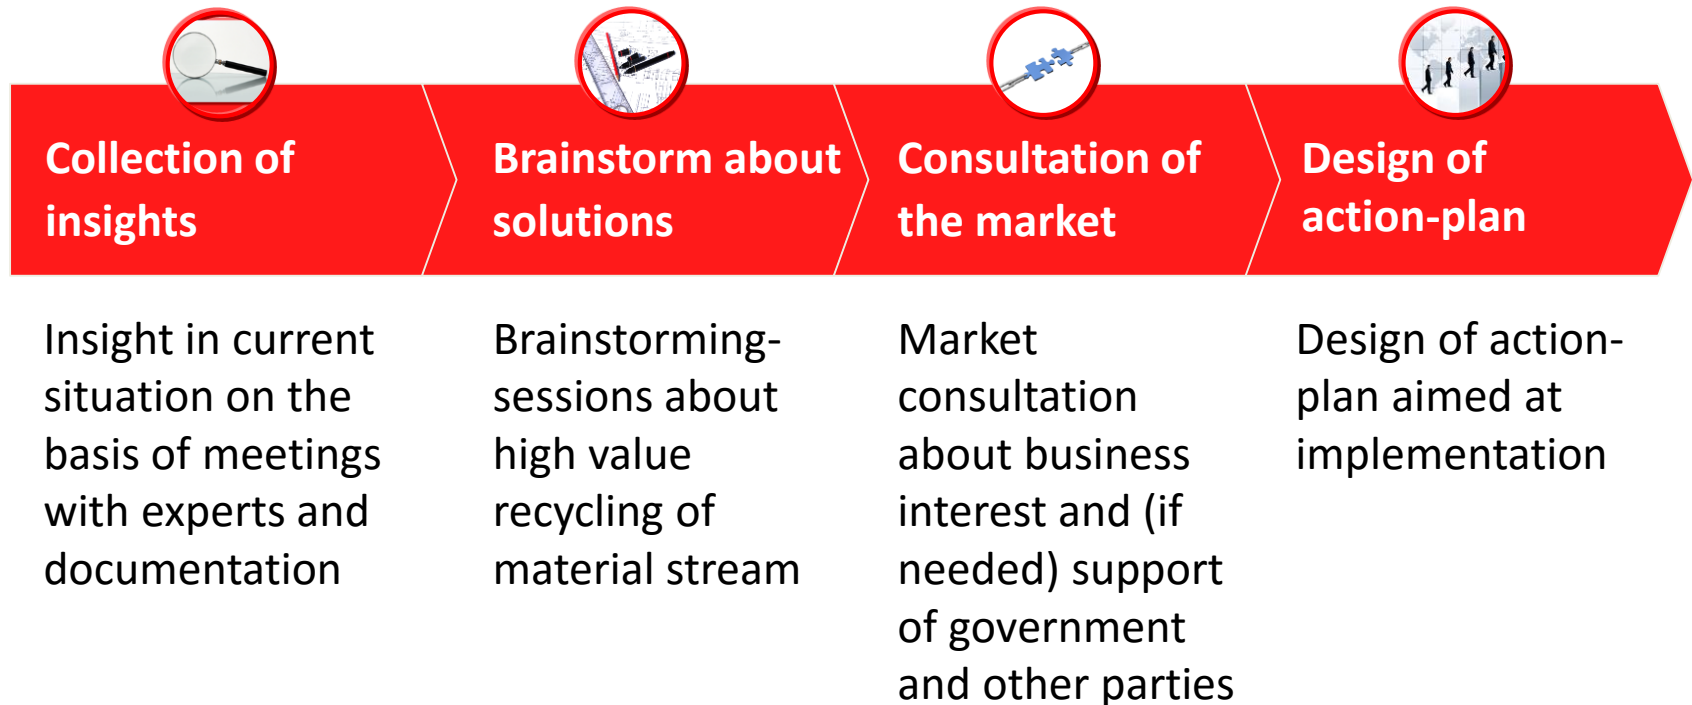 Collection of
insights
Brainstorm about
solutions
Consultation of
the market
Design of
action-plan
Insight in current
situation on the
basis of meetings
with experts and
documentation
Brainstorming-
sessions about
high value
recycling of
material stream
Market
consultation
about business
interest and (if
needed) support
of government
and other parties
Design of action-
plan aimed at
implementation